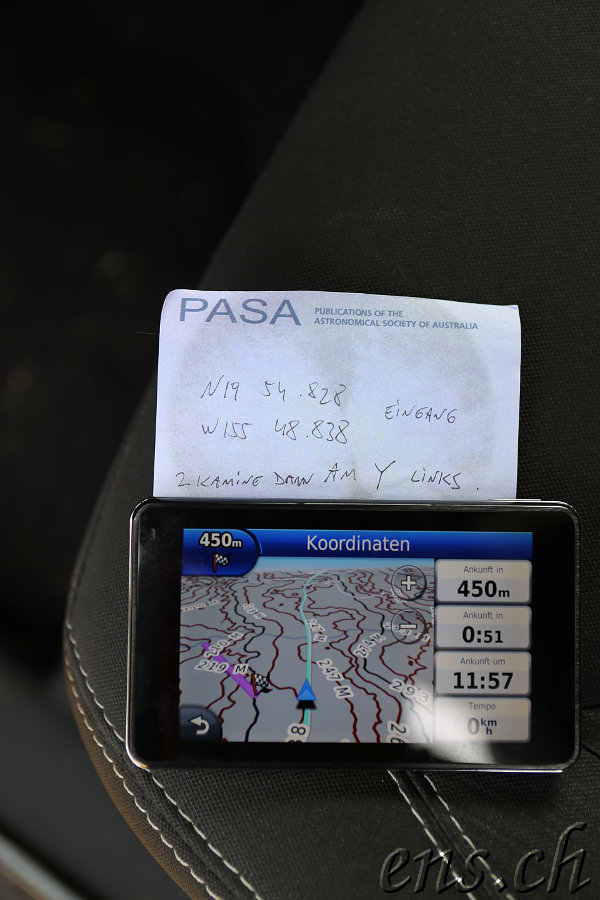 PASA PUBLICATIONS OF THE
ASTRONOMICAL SOCIETY OF AUSTRALIA
N19 54.828
EINGANG
W155 48.838
2. KAMINE DANN AM Y LINKS.
450m
Koordinaten
Ankunft in
450m
Ankunft in
0:51
Ankunft um
11:57
Tempo
0 km h
219 M
247 M
ens.ch